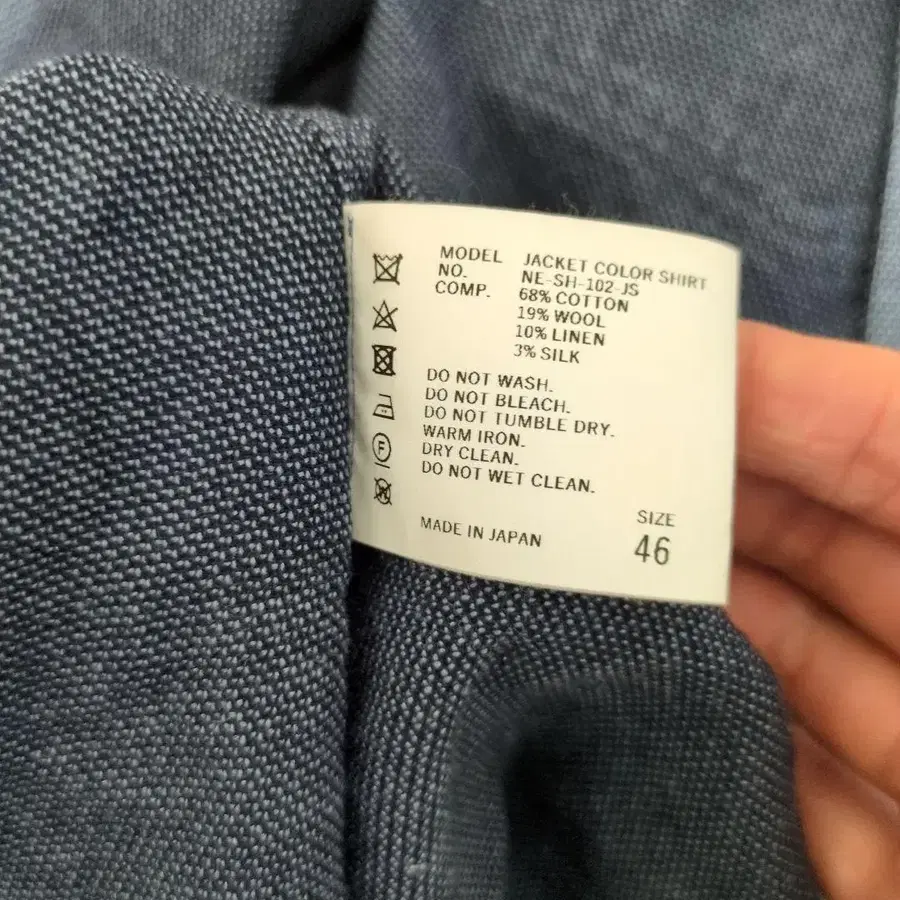 MODEL JACKET COLOR SHIRT
NO. NE-SH-102-JS
COMP. 68% COTTON
19% WOOL
10% LINEN
3% SILK
DO NOT WASH.
DO NOT BLEACH.
DO NOT TUMBLE DRY.
WARM IRON.
DRY CLEAN.
DO NOT WET CLEAN.
F
W
MADE IN JAPAN
SIZE
46